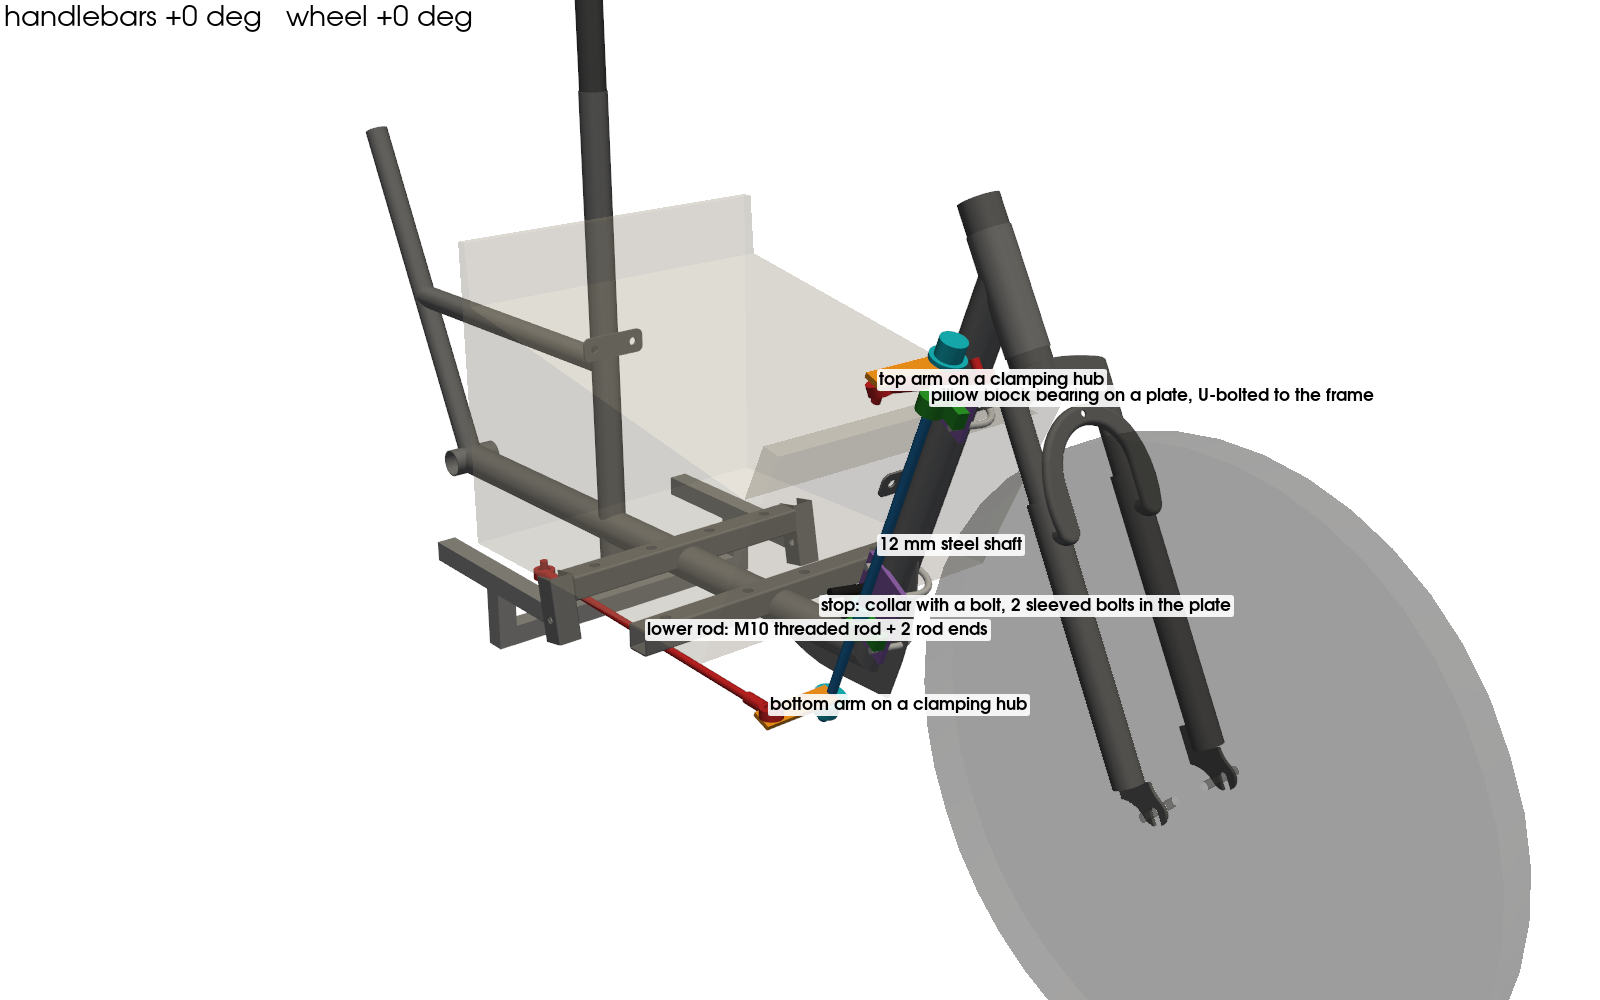 handlebars +0 deg   wheel +0 deg
top arm on a clamping hub
pillow block bearing on a plate, U-bolted to the frame
12 mm steel shaft
stop: collar with a bolt, 2 sleeved bolts in the plate
lower rod: M10 threaded rod + 2 rod ends
bottom arm on a clamping hub